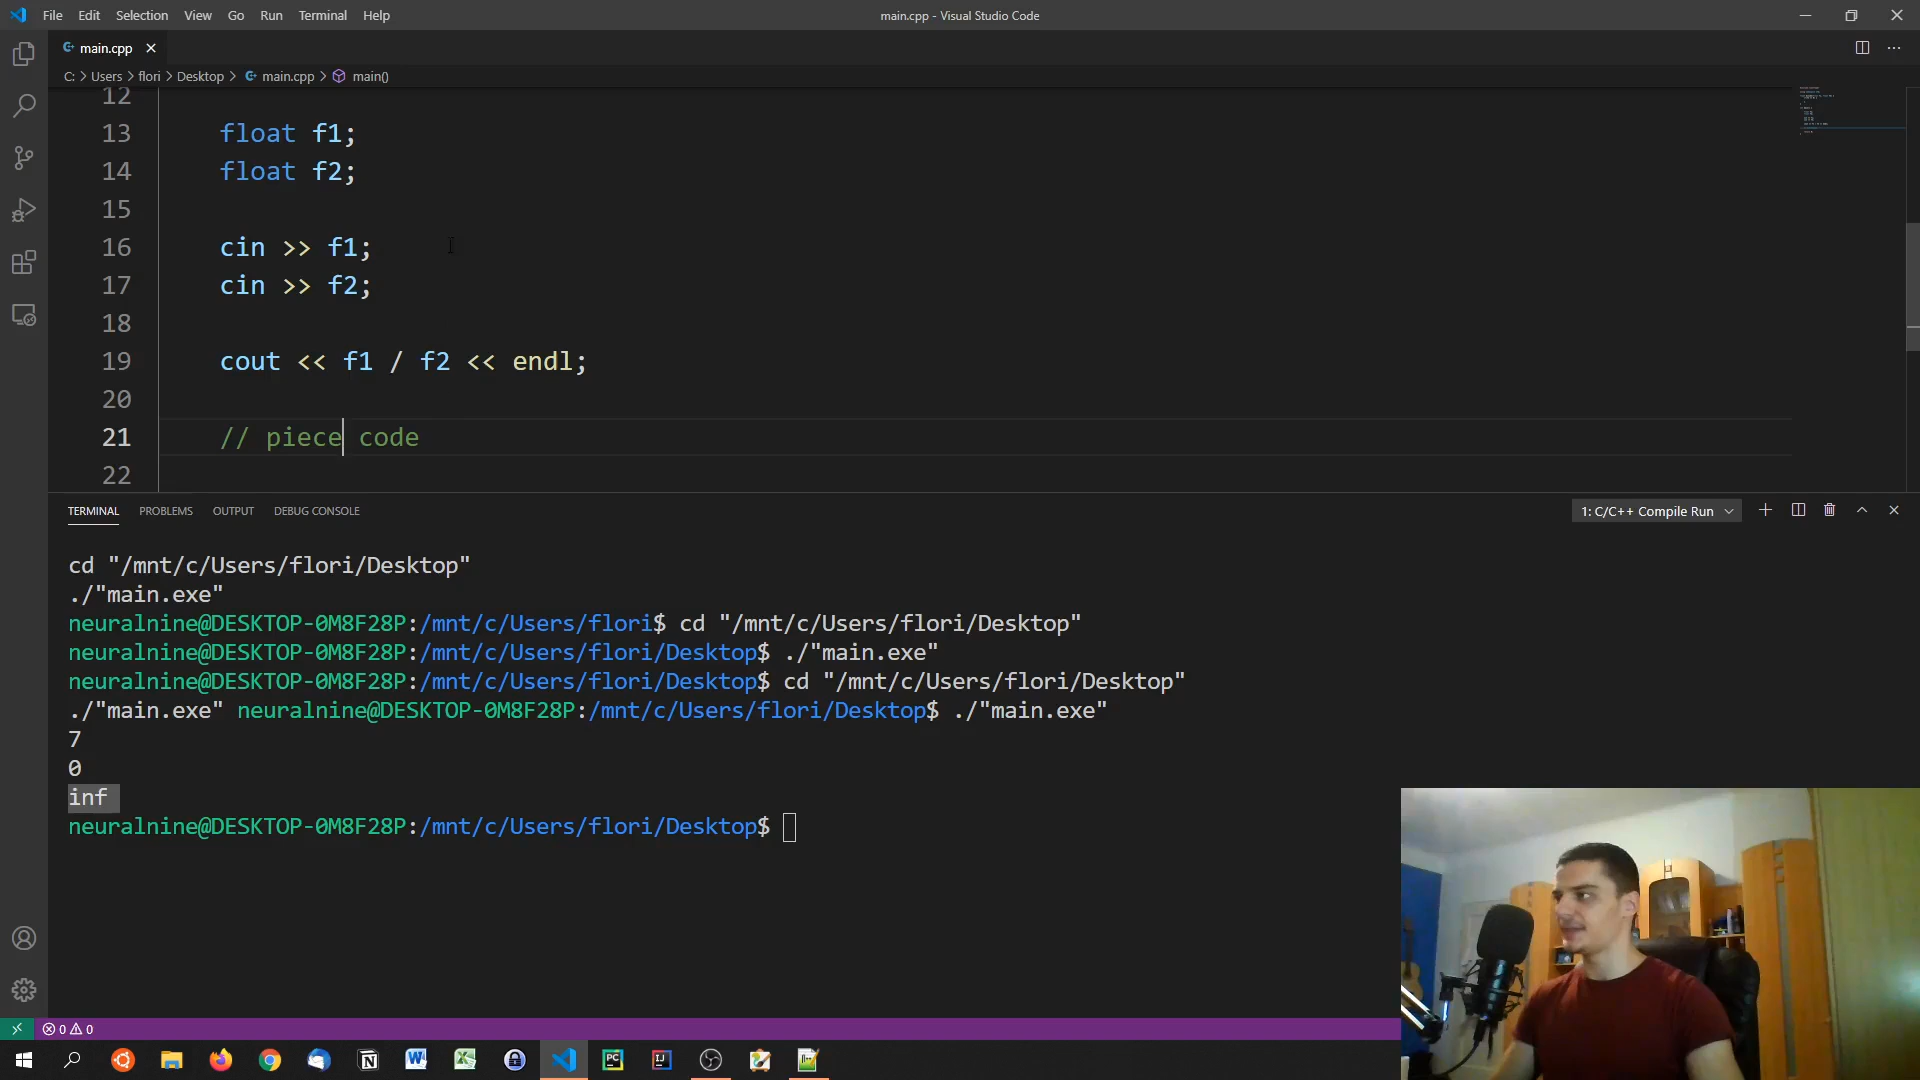 File Edit Selection View Go Run Terminal Help
main.cpp - Visual Studio Code
main.cpp
C: > Users > flori > Desktop > main.cpp > main()
12
13 float f1;
14 float f2;
15
16 cin >> f1;
17 cin >> f2;
18
19 cout << f1 / f2 << endl;
20
21 // piece code
22
TERMINAL PROBLEMS OUTPUT DEBUG CONSOLE
1: C/C++ Compile Run
cd "/mnt/c/Users/flori/Desktop"
./"main.exe"
neuralnine@DESKTOP-0M8F28P:/mnt/c/Users/flori$ cd "/mnt/c/Users/flori/Desktop"
neuralnine@DESKTOP-0M8F28P:/mnt/c/Users/flori/Desktop$ ./"main.exe"
neuralnine@DESKTOP-0M8F28P:/mnt/c/Users/flori/Desktop$ cd "/mnt/c/Users/flori/Desktop"
./"main.exe" neuralnine@DESKTOP-0M8F28P:/mnt/c/Users/flori/Desktop$ ./"main.exe"
7
0
inf
neuralnine@DESKTOP-0M8F28P:/mnt/c/Users/flori/Desktop$
0 0